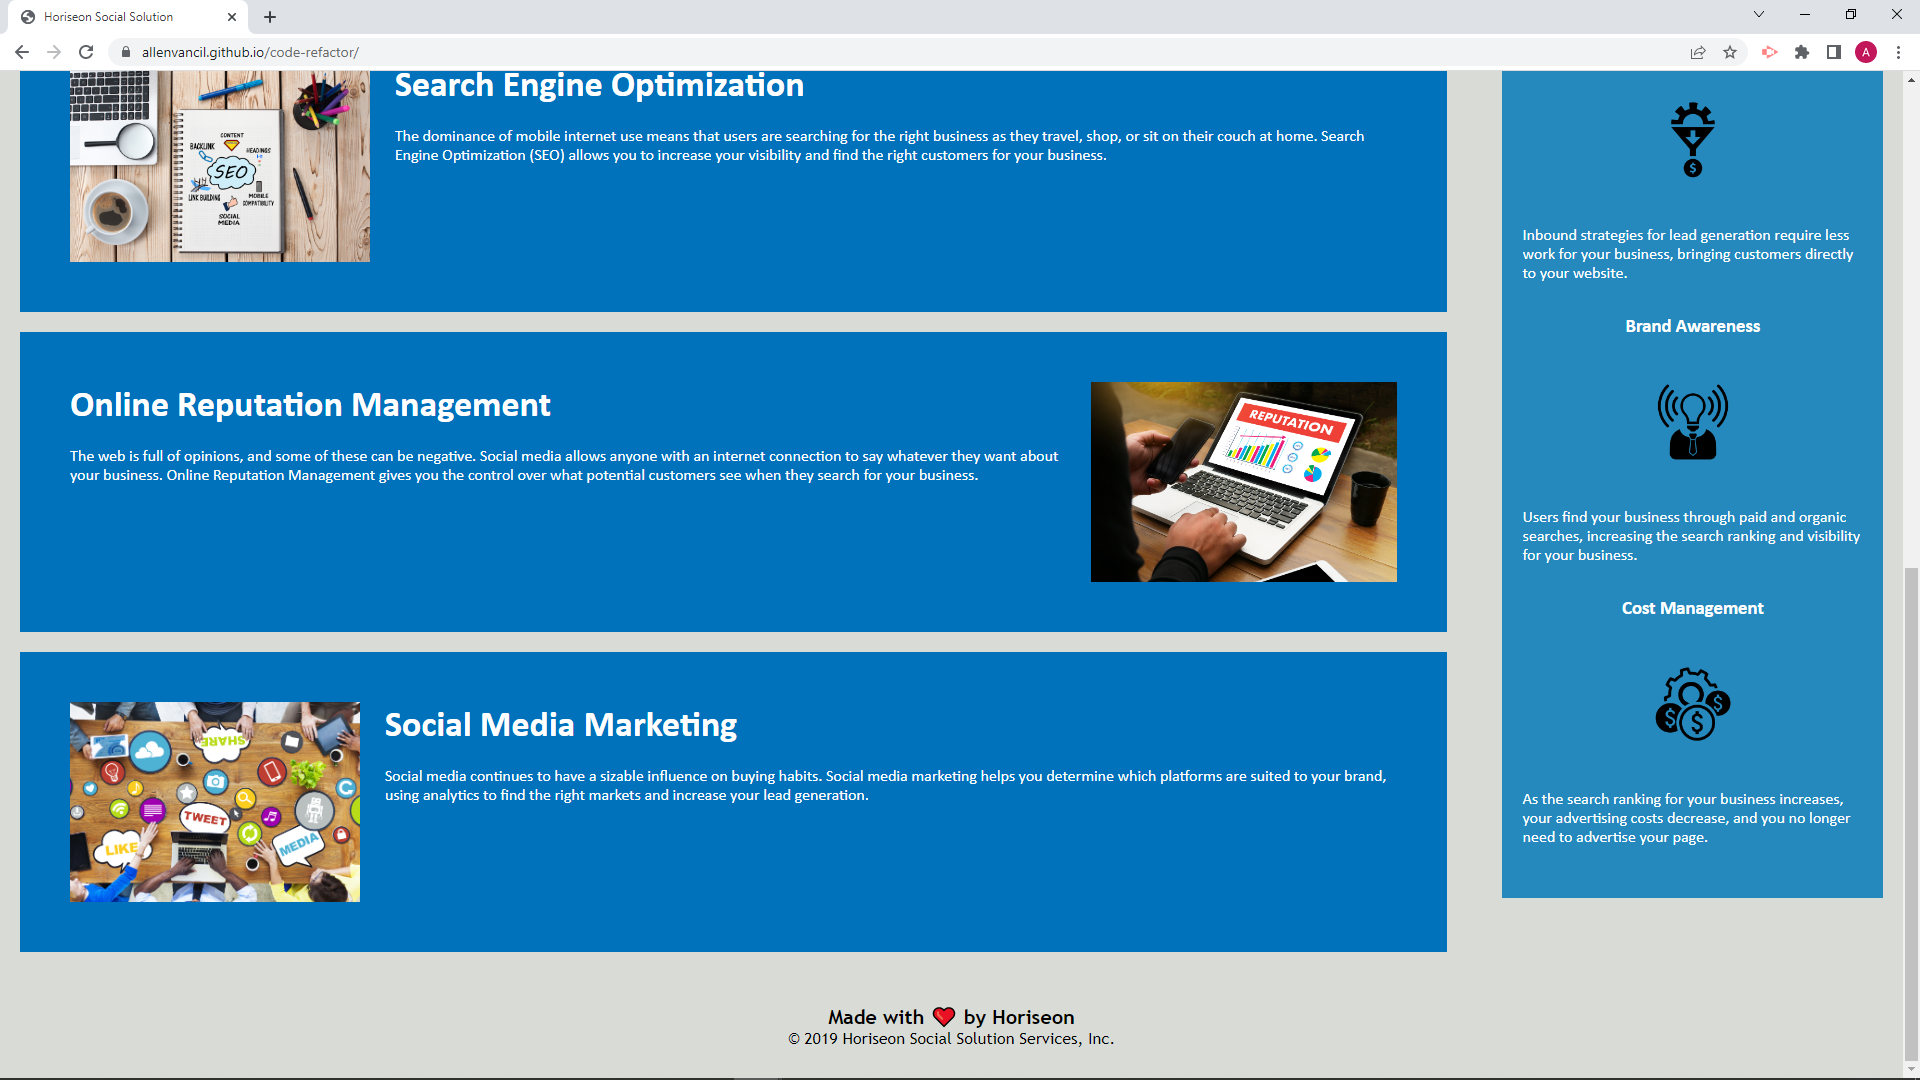 Horiseon Social Solution
allenvancil.github.io/code-refactor/
A
Search Engine Optimization
The dominance of mobile internet use means that users are searching for the right business as they travel, shop, or sit on their couch at home. Search
Engine Optimization (SEO) allows you to increase your visibility and find the right customers for your business.
CONTENT
BACKLINK
HEADINGS
SEO
LINK BUILDING
MOBILE
COMPATIBILITY
SOCIAL
MEDIA
Online Reputation Management
The web is full of opinions, and some of these can be negative. Social media allows anyone with an internet connection to say whatever they want about
your business. Online Reputation Management gives you the control over what potential customers see when they search for your business.
REPUTATION
Social Media Marketing
Social media continues to have a sizable influence on buying habits. Social media marketing helps you determine which platforms are suited to your brand,
using analytics to find the right markets and increase your lead generation.
SHARE
TWEET
LIKE
MEDIA
$
Inbound strategies for lead generation require less
work for your business, bringing customers directly
to your website.
Brand Awareness
Users find your business through paid and organic
searches, increasing the search ranking and visibility
for your business.
Cost Management
$ $ $
As the search ranking for your business increases,
your advertising costs decrease, and you no longer
need to advertise your page.
Made with ❤️ by Horiseon
© 2019 Horiseon Social Solution Services, Inc.